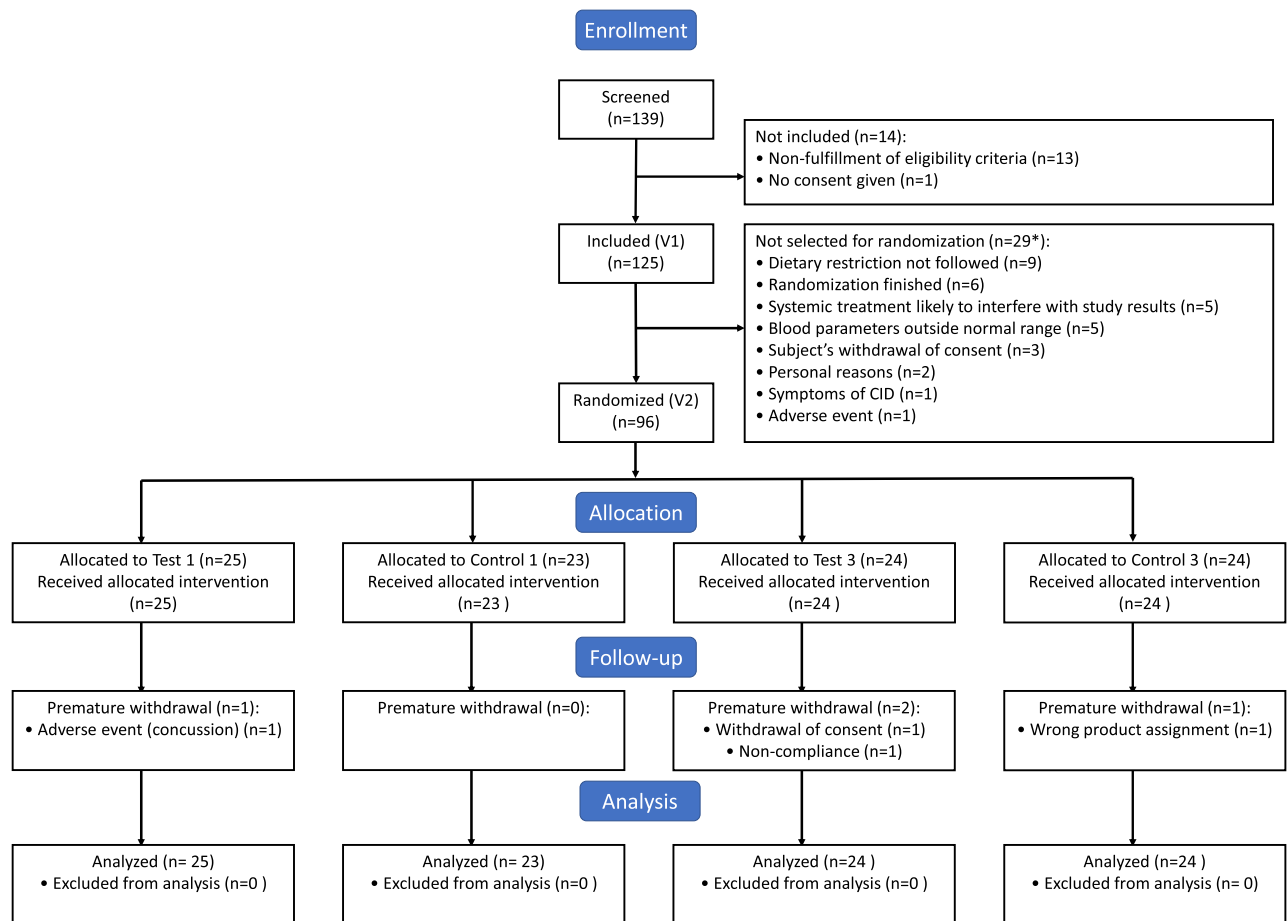 Enrollment
Screened
(n=139)
Not included (n=14):
• Non-fulfillment of eligibility criteria (n=13)
• No consent given (n=1)
Included (V1)
(n=125)
Not selected for randomization (n=29*):
• Dietary restriction not followed (n=9)
• Randomization finished (n=6)
• Systemic treatment likely to interfere with study results (n=5)
• Blood parameters outside normal range (n=5)
• Subject’s withdrawal of consent (n=3)
• Personal reasons (n=2)
• Symptoms of CID (n=1)
• Adverse event (n=1)
Randomized (V2)
(n=96)
Allocation
Allocated to Test 1 (n=25)
Received allocated intervention
(n=25)
Allocated to Control 1 (n=23)
Received allocated intervention
(n=23 )
Allocated to Test 3 (n=24)
Received allocated intervention
(n=24 )
Allocated to Control 3 (n=24)
Received allocated intervention
(n=24 )
Follow-up
Premature withdrawal (n=1):
• Adverse event (concussion) (n=1)
Premature withdrawal (n=0):
Premature withdrawal (n=2):
• Withdrawal of consent (n=1)
• Non-compliance (n=1)
Premature withdrawal (n=1):
• Wrong product assignment (n=1)
Analysis
Analyzed (n= 25)
• Excluded from analysis (n=0 )
Analyzed (n= 23)
• Excluded from analysis (n=0 )
Analyzed (n=24 )
• Excluded from analysis (n=0 )
Analyzed (n=24 )
• Excluded from analysis (n= 0)